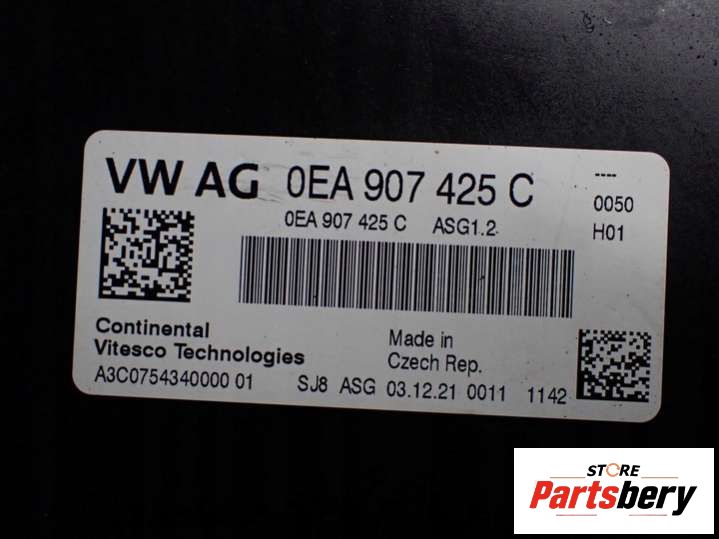 VW AG 0EA 907 425 C ----
0EA 907 425 C ASG1.2 0050
H01
Continental
Vitesco Technologies
Made in
Czech Rep.
A3C0754340000 01 SJ8 ASG 03.12.21 0011 1142
STORE
Partsbery